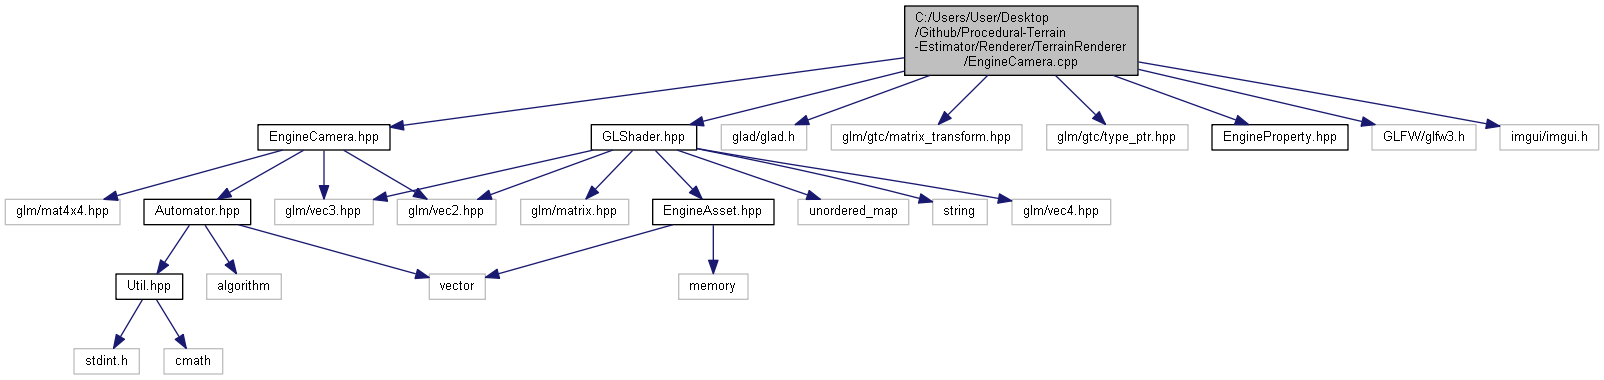 C:/Users/User/Desktop
/Github/Procedural-Terrain
-Estimator/Renderer/TerrainRenderer
/EngineCamera.cpp
EngineCamera.hpp
GLShader.hpp
glad/glad.h
glm/gtc/matrix_transform.hpp
glm/gtc/type_ptr.hpp
EngineProperty.hpp
GLFW/glfw3.h
imgui/imgui.h
glm/mat4x4.hpp
Automator.hpp
glm/vec3.hpp
glm/vec2.hpp
glm/matrix.hpp
EngineAsset.hpp
unordered_map
string
glm/vec4.hpp
Util.hpp
algorithm
vector
memory
stdint.h
cmath